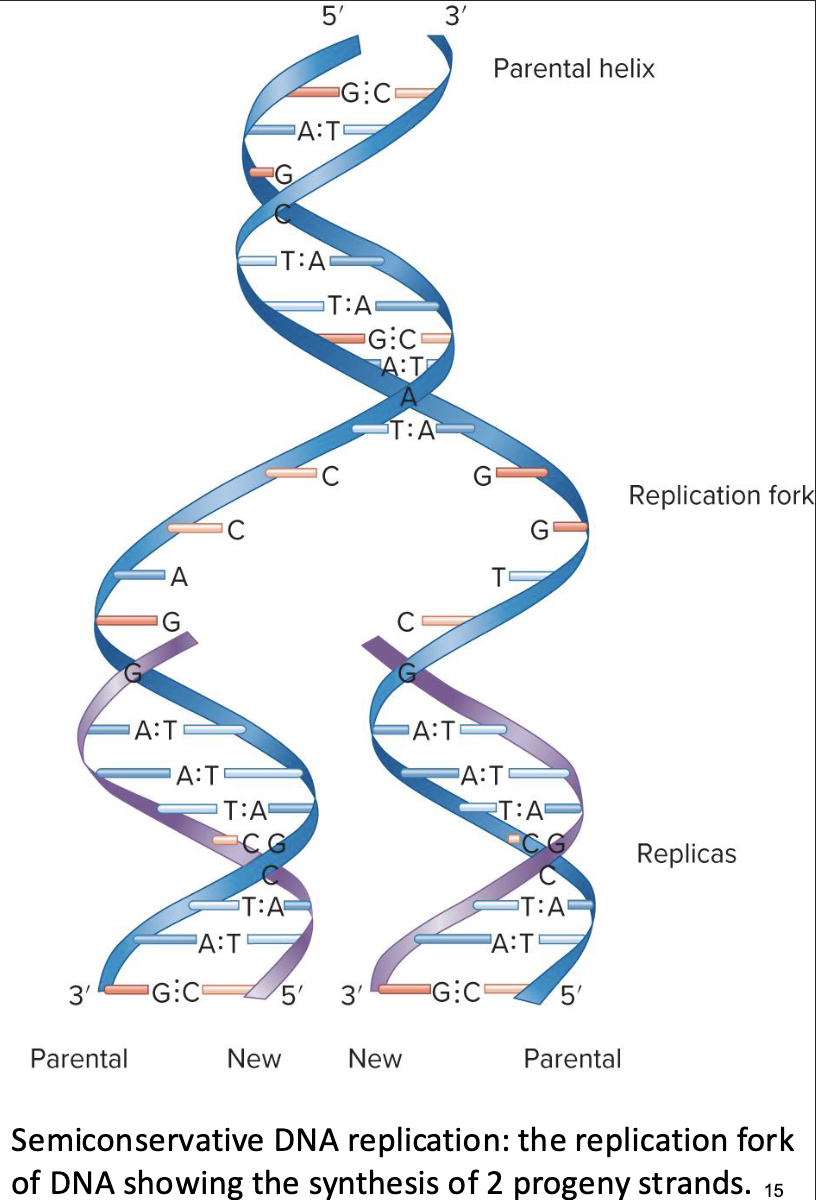 5′ 3′
Parental helix
G:C
A:T
G
C
T:A
T:A
G:C
A:T
A
T:A
C G
Replication fork
C G
A T
G C
G G
A:T A:T
A:T A:T
T:A T:A
C G C G
Replicas
C C
T:A T:A
A:T A:T
3′ G:C 5′ 3′ G:C 5′
Parental New New Parental
Semiconservative DNA replication: the replication fork
of DNA showing the synthesis of 2 progeny strands. 15